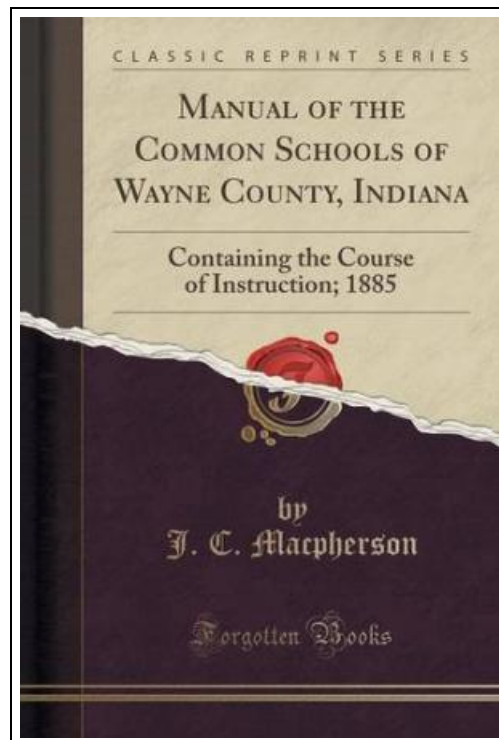 CLASSIC REPRINT SERIES
MANUAL OF THE
COMMON SCHOOLS OF
WAYNE COUNTY, INDIANA
Containing the Course
of Instruction; 1885
F
by
J. C. Macpherson
Forgotten Books